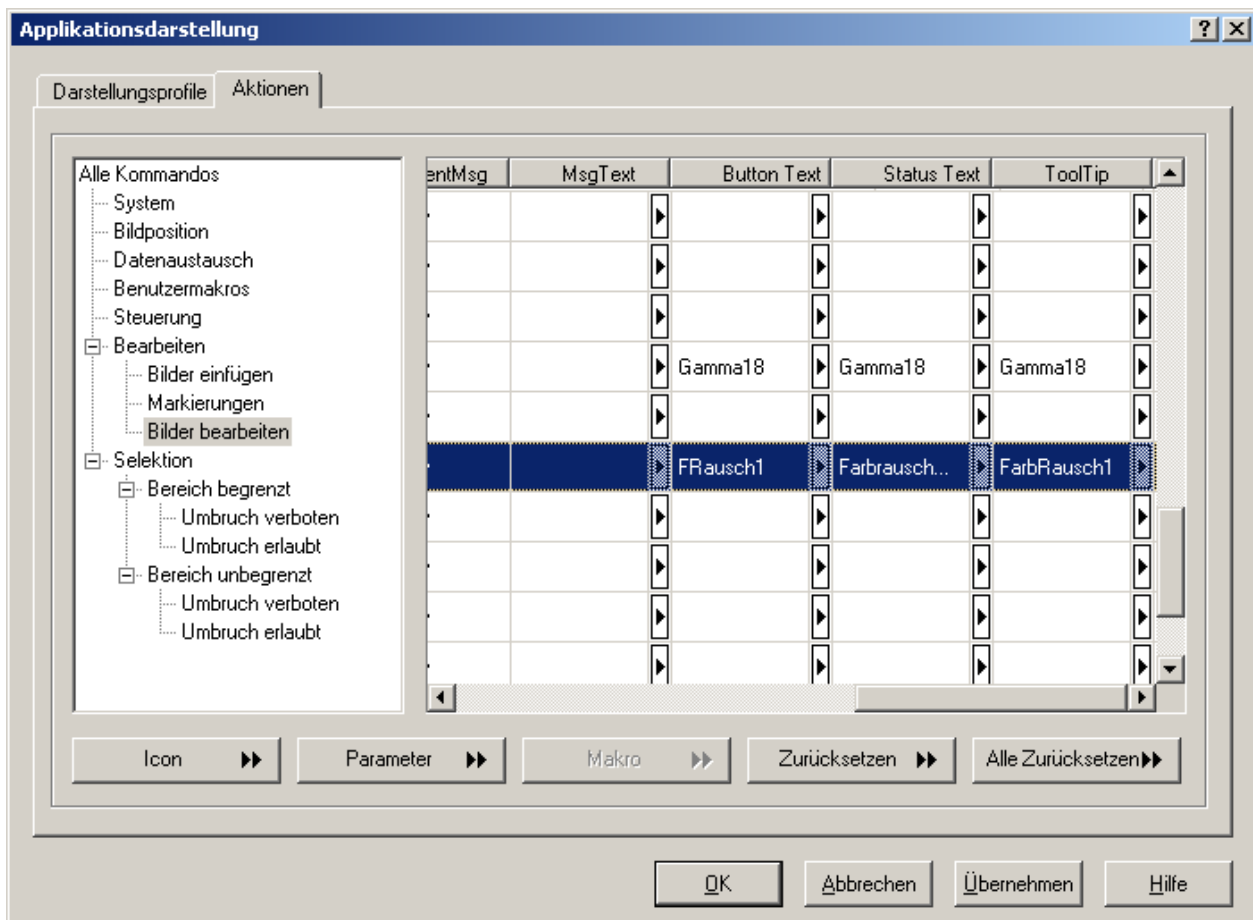 Applikationsdarstellung
Darstellungsprofile Aktionen
Alle Kommandos
System
Bildposition
Datenaustausch
Benutzermakros
Steuerung
Bearbeiten
Bilder einfügen
Markierungen
Bilder bearbeiten
Selektion
Bereich begrenzt
Umbruch verboten
Umbruch erlaubt
Bereich unbegrenzt
Umbruch verboten
Umbruch erlaubt
entMsg MsgText Button Text Status Text ToolTip
Gamma18 Gamma18 Gamma18
FRausch1 Farbrausch... FarbRausch1
Icon Parameter Makro Zurücksetzen Alle Zurücksetzen
OK Abbrechen Übernehmen Hilfe